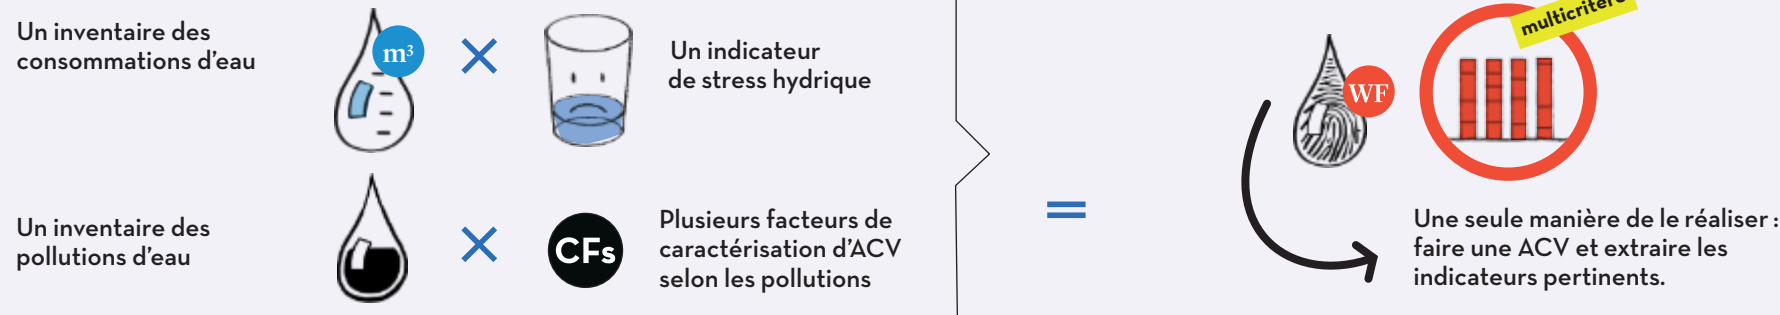 Un inventaire des
consommations d'eau
m³
Un indicateur
de stress hydrique
Un inventaire des
pollutions d'eau
CFs
Plusieurs facteurs de
caractérisation d'ACV
selon les pollutions
=
WF
multicritère
Une seule manière de le réaliser :
faire une ACV et extraire les
indicateurs pertinents.